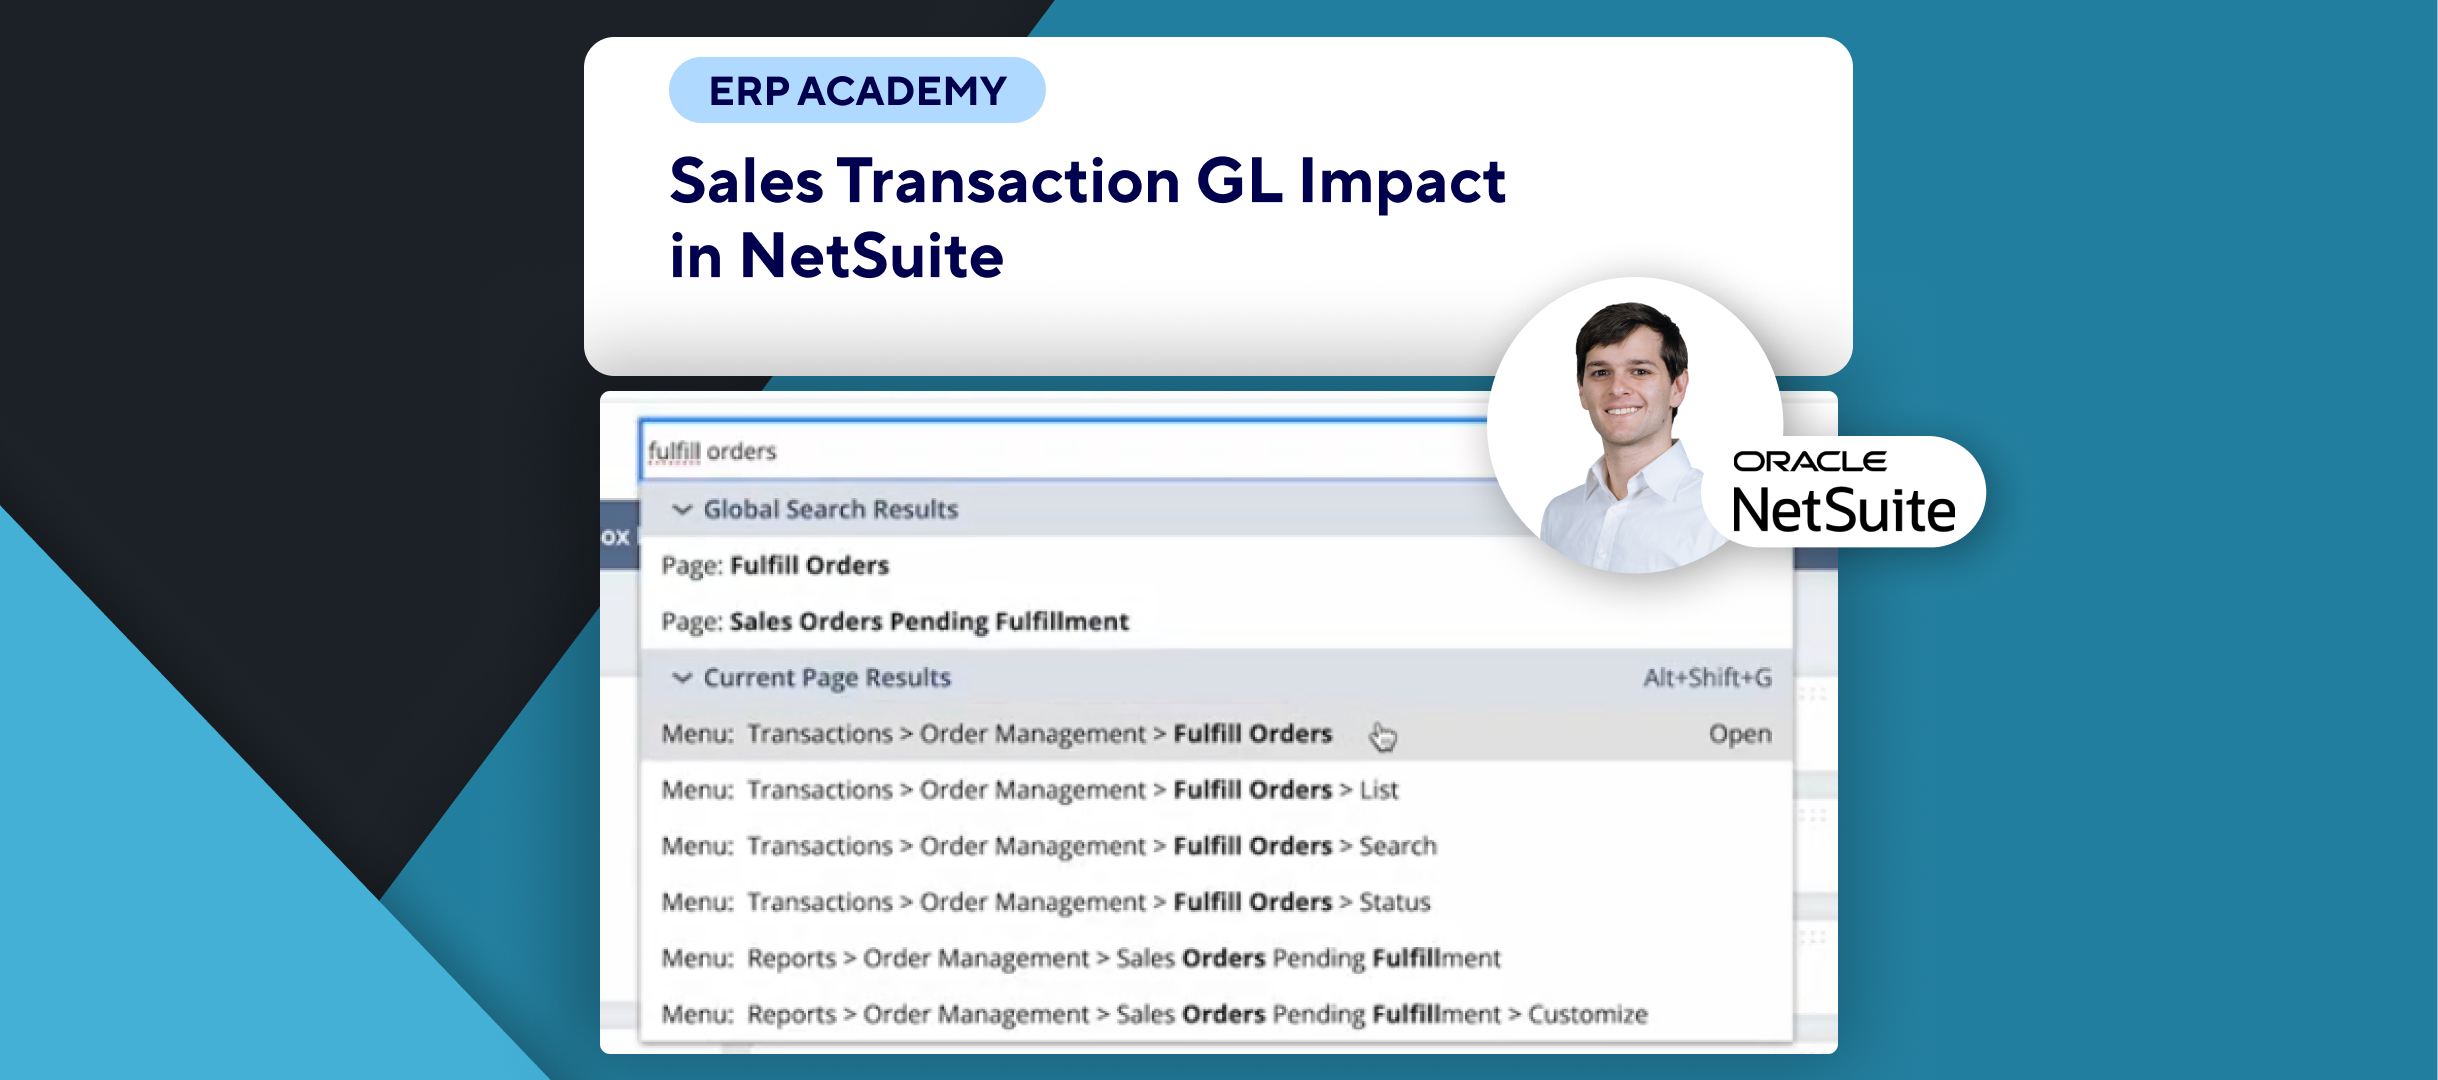 ERP ACADEMY
Sales Transaction GL Impact
in NetSuite
fulfill orders
Global Search Results
ORACLE
NetSuite
ox
Page: Fulfill Orders
Page: Sales Orders Pending Fulfillment
Current Page Results Alt+Shift+G
Menu: Transactions > Order Management > Fulfill Orders Open
Menu: Transactions > Order Management > Fulfill Orders > List
Menu: Transactions > Order Management > Fulfill Orders > Search
Menu: Transactions > Order Management > Fulfill Orders > Status
Menu: Reports > Order Management > Sales Orders Pending Fulfillment
Menu: Reports > Order Management > Sales Orders Pending Fulfillment > Customize